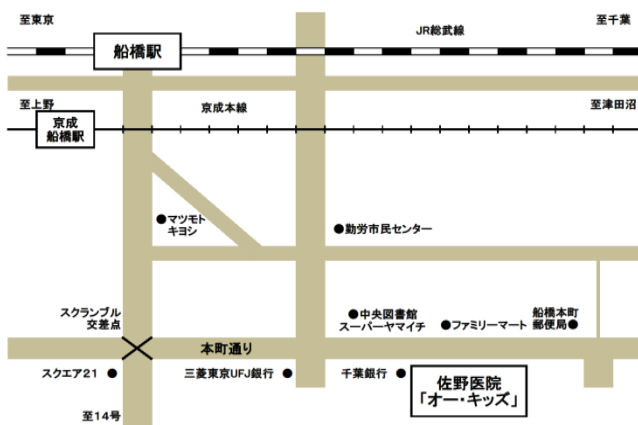 至東京
JR総武線
至千葉
船橋駅
至上野
京成本線
至津田沼
京成
船橋駅
●マツモト
キヨシ
●勤労市民センター
スクランブル
交差点
●中央図書館
スーパーヤマイチ
●ファミリーマート
船橋本町
郵便局●
本町通り
スクエア21 ●
三菱東京UFJ銀行 ●
千葉銀行 ●
佐野医院
「オー・キッズ」
至14号